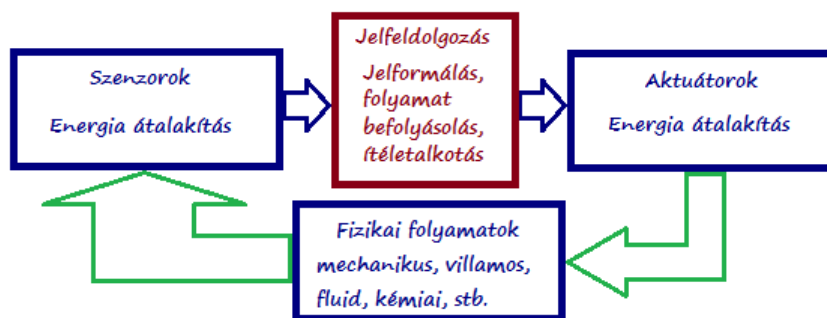 Szenzorok
Energia átalakítás
Jelfeldolgozás
Jelformálás,
folyamat
befolyásolás,
ítéletalkotás
Aktuátorok
Energia átalakítás
Fizikai folyamatok
mechanikus, villamos,
fluid, kémiai, stb.